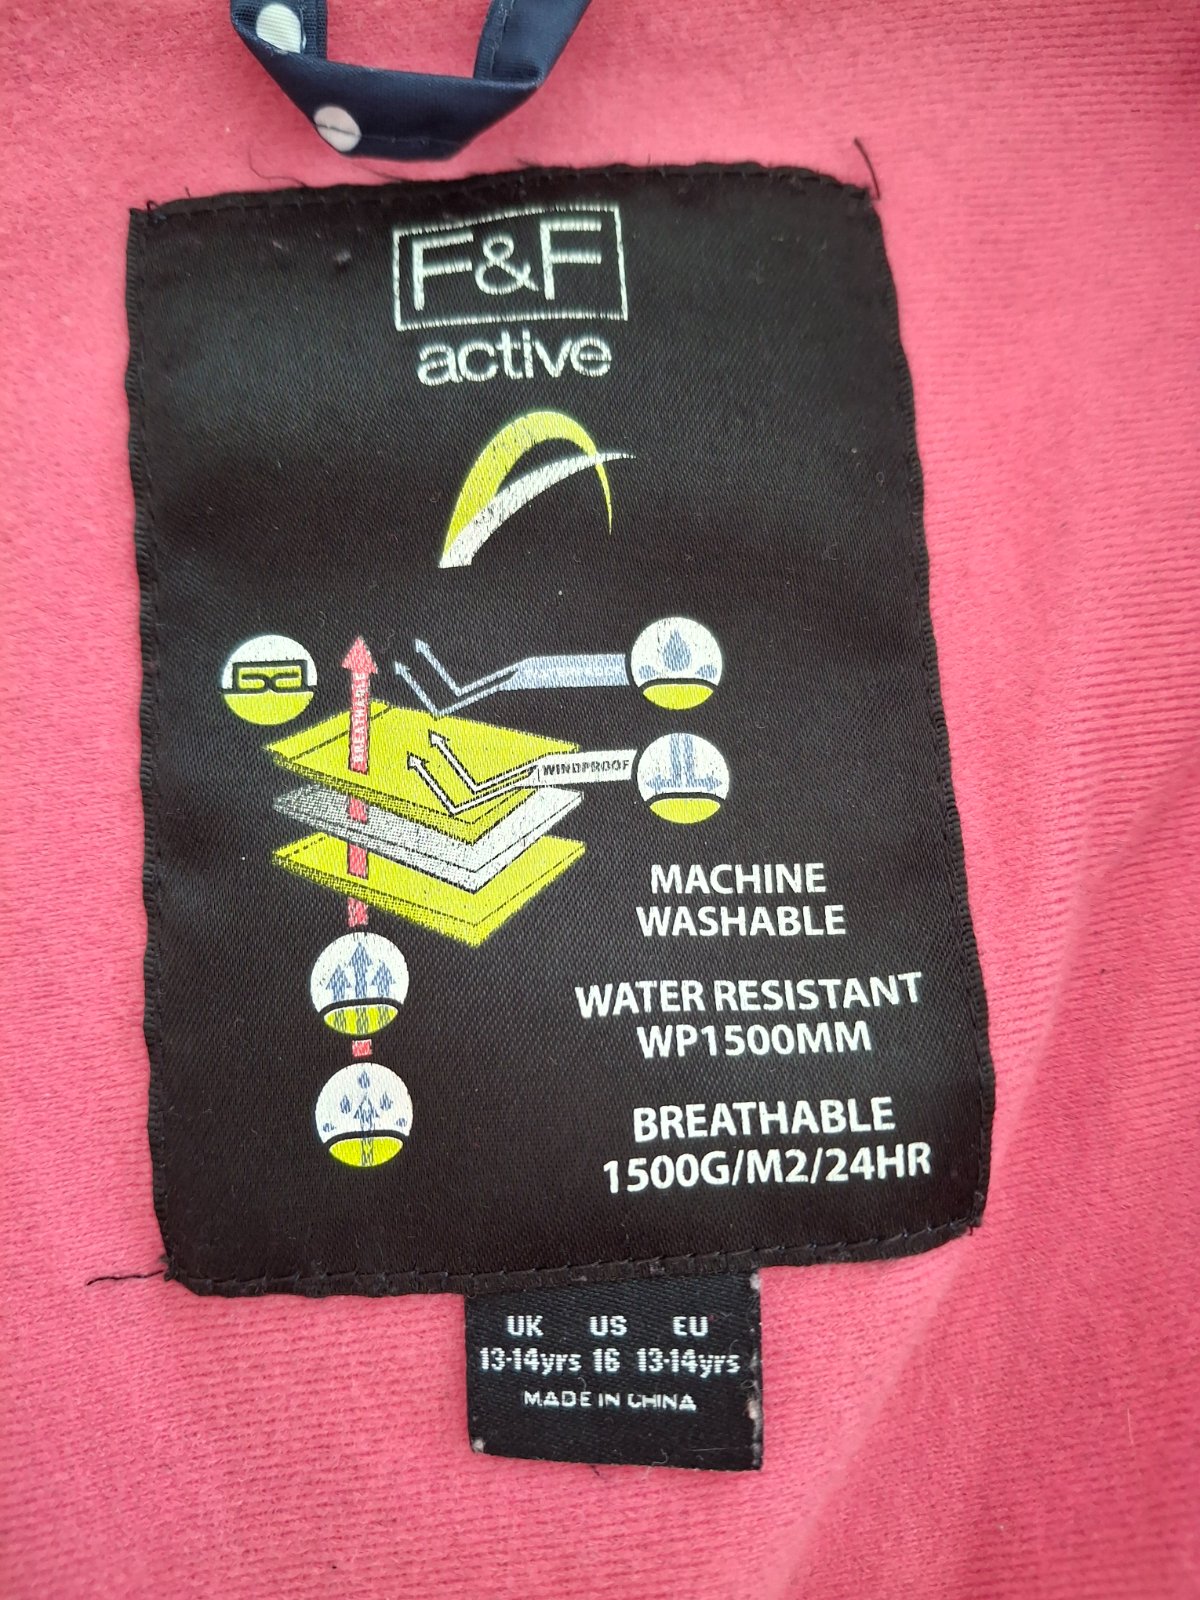 F&F
active
BREATHABLE
WINDPROOF
MACHINE
WASHABLE
WATER RESISTANT
WP1500MM
BREATHABLE
1500G/M2/24HR
UK US EU
13-14yrs 16 13-14yrs
MADE IN CHINA